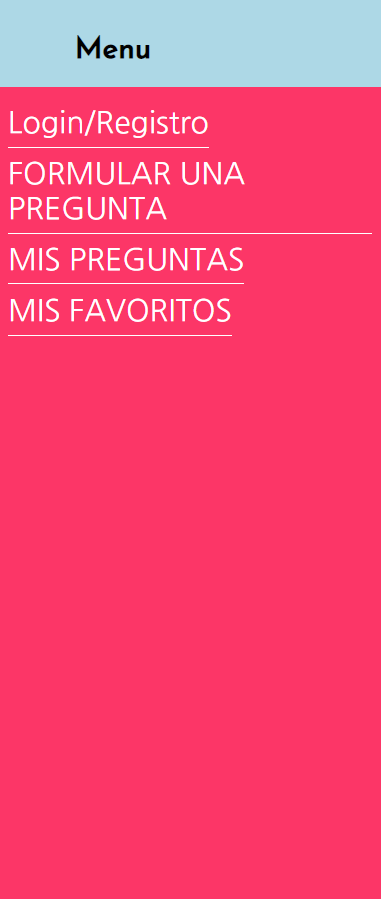 Menu
Login/Registro
FORMULAR UNA
PREGUNTA
MIS PREGUNTAS
MIS FAVORITOS